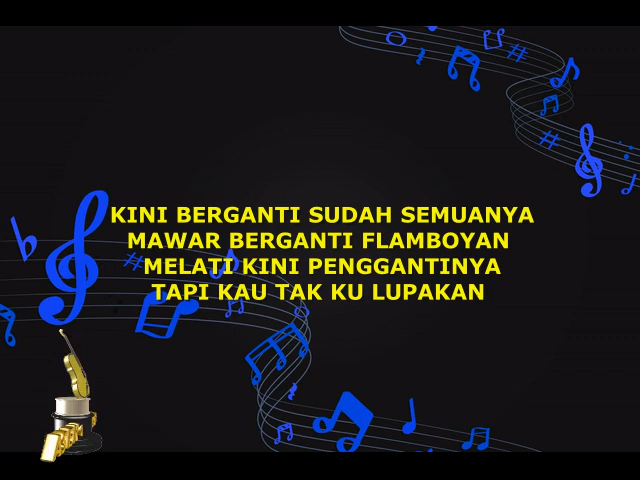 KINI BERGANTI SUDAH SEMUANYA
MAWAR BERGANTI FLAMBOYAN
MELATI KINI PENGGANTINYA
TAPI KAU TAK KU LUPAKAN